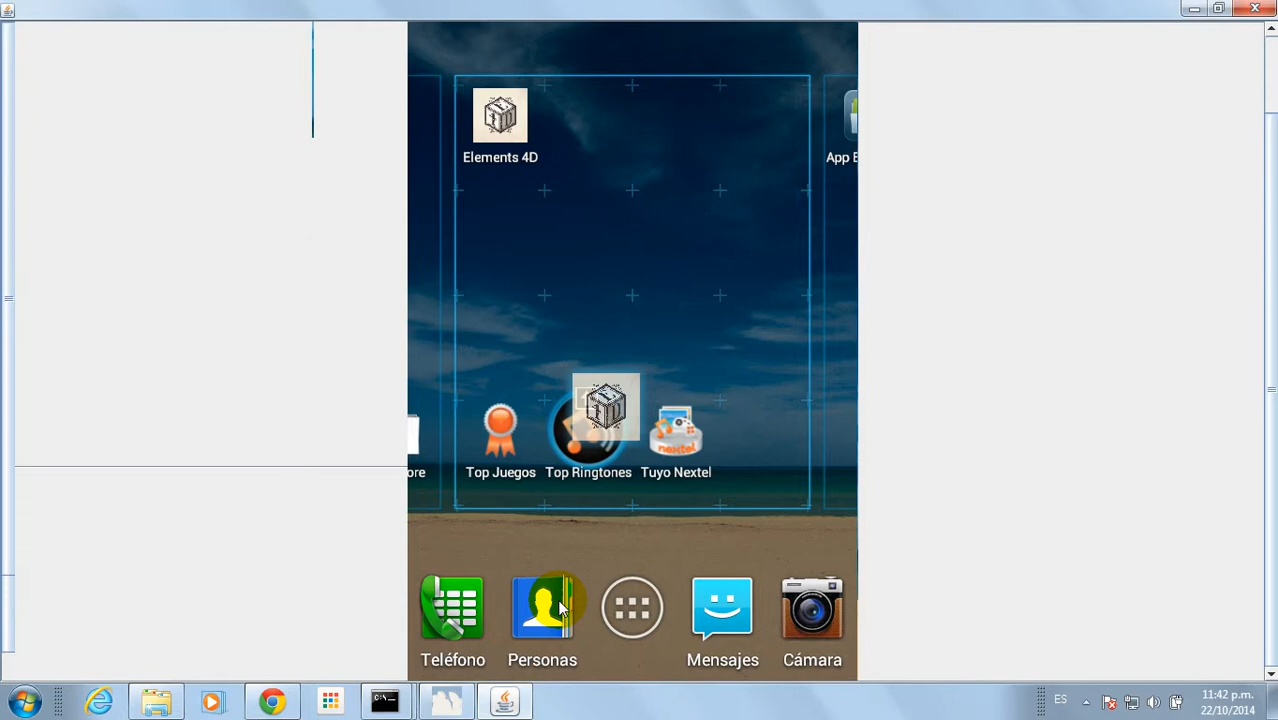 Elements 4D
App E
ore
Top Juegos
Top Ringtones
Tuyo Nextel
nextel
Teléfono
Personas
Mensajes
Cámara
C:\
ES
11:42 p.m.
22/10/2014